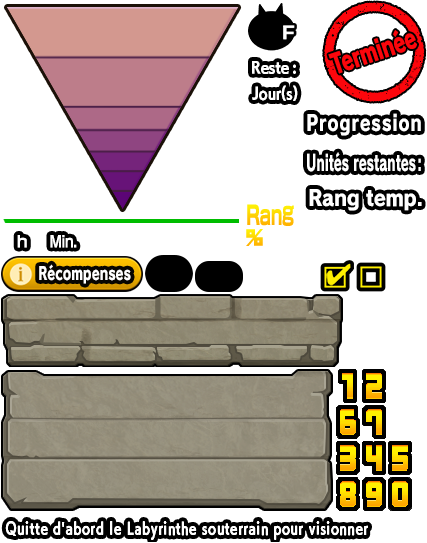 F
Terminée
Reste :
Jour(s)
Progression
Unités restantes :
Rang temp.
Rang
%
h Min.
i Récompenses
1 2
6 7
3 4 5
8 9 0
Quitte d'abord le Labyrinthe souterrain pour visionner